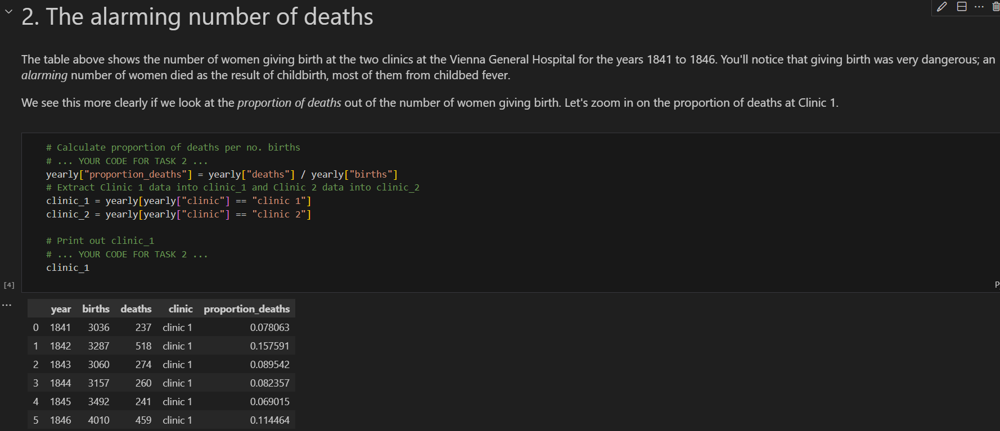 2. The alarming number of deaths
The table above shows the number of women giving birth at the two clinics at the Vienna General Hospital for the years 1841 to 1846. You'll notice that giving birth was very dangerous; an
alarming number of women died as the result of childbirth, most of them from childbed fever.
We see this more clearly if we look at the proportion of deaths out of the number of women giving birth. Let's zoom in on the proportion of deaths at Clinic 1.
# Calculate proportion of deaths per no. births
# ... YOUR CODE FOR TASK 2 ...
yearly["proportion_deaths"] = yearly["deaths"] / yearly["births"]
# Extract Clinic 1 data into clinic_1 and Clinic 2 data into clinic_2
clinic_1 = yearly[yearly["clinic"] == "clinic 1"]
clinic_2 = yearly[yearly["clinic"] == "clinic 2"]
# Print out clinic_1
# ... YOUR CODE FOR TASK 2 ...
clinic_1
[4]
year births deaths clinic proportion_deaths
0 1841 3036 237 clinic 1 0.078063
1 1842 3287 518 clinic 1 0.157591
2 1843 3060 274 clinic 1 0.089542
3 1844 3157 260 clinic 1 0.082357
4 1845 3492 241 clinic 1 0.069015
5 1846 4010 459 clinic 1 0.114464